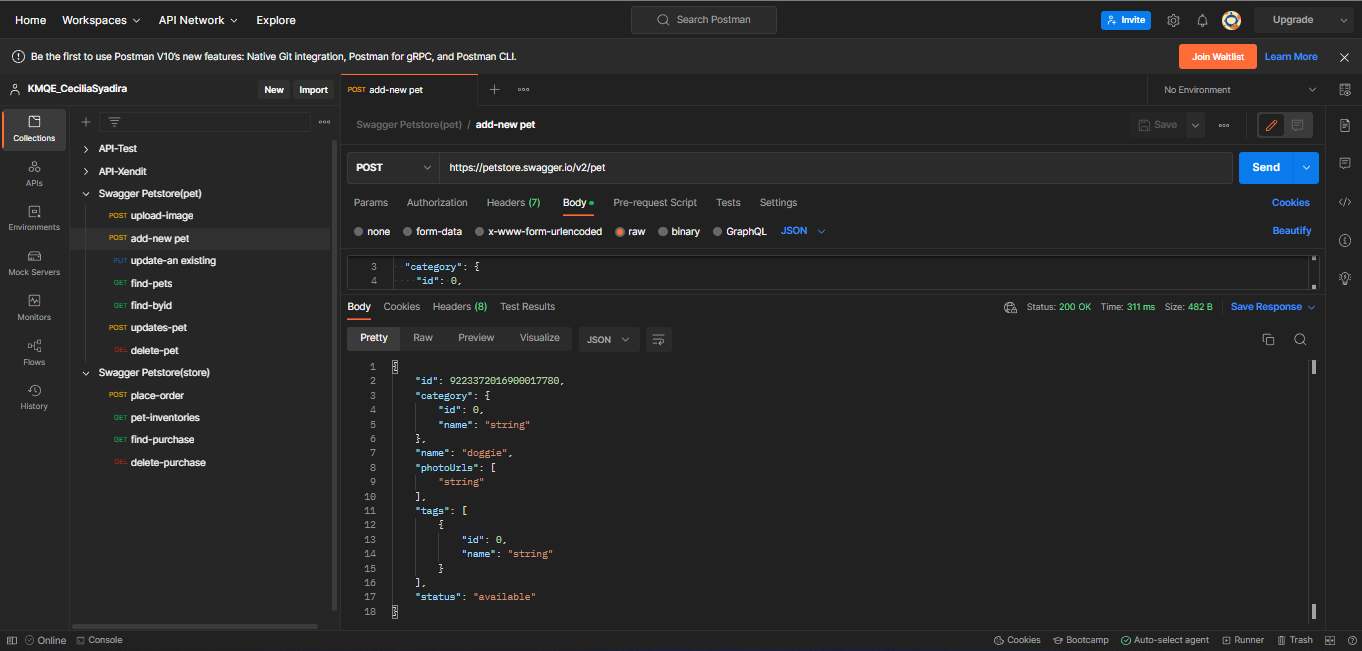 Home Workspaces API Network Explore Search Postman Invite Upgrade
Be the first to use Postman V10's new features: Native Git integration, Postman for gRPC, and Postman CLI. Join Waitlist Learn More
KMQE_CeciliaSyadira New Import POST add-new pet No Environment
Collections
APIs
Environments
Mock Servers
Monitors
Flows
History
API-Test
API-Xendit
Swagger Petstore(pet)
POST upload-image
POST add-new pet
PUT update-an existing
GET find-pets
GET find-byid
POST updates-pet
DEL delete-pet
Swagger Petstore(store)
POST place-order
GET pet-inventories
GET find-purchase
DEL delete-purchase
Swagger Petstore(pet) / add-new pet Save
POST https://petstore.swagger.io/v2/pet Send
Params Authorization Headers (7) Body Pre-request Script Tests Settings Cookies
none form-data x-www-form-urlencoded raw binary GraphQL JSON Beautify
3 "category": {
4 "id": 0,
Body Cookies Headers (8) Test Results Status: 200 OK Time: 311 ms Size: 482 B Save Response
Pretty Raw Preview Visualize JSON
1 {
2 "id": 9223372016900017780,
3 "category": {
4 "id": 0,
5 "name": "string"
6 },
7 "name": "doggie",
8 "photoUrls": [
9 "string"
10 ],
11 "tags": [
12 {
13 "id": 0,
14 "name": "string"
15 }
16 ],
17 "status": "available"
18 }
Online Console Cookies Bootcamp Auto-select agent Runner Trash